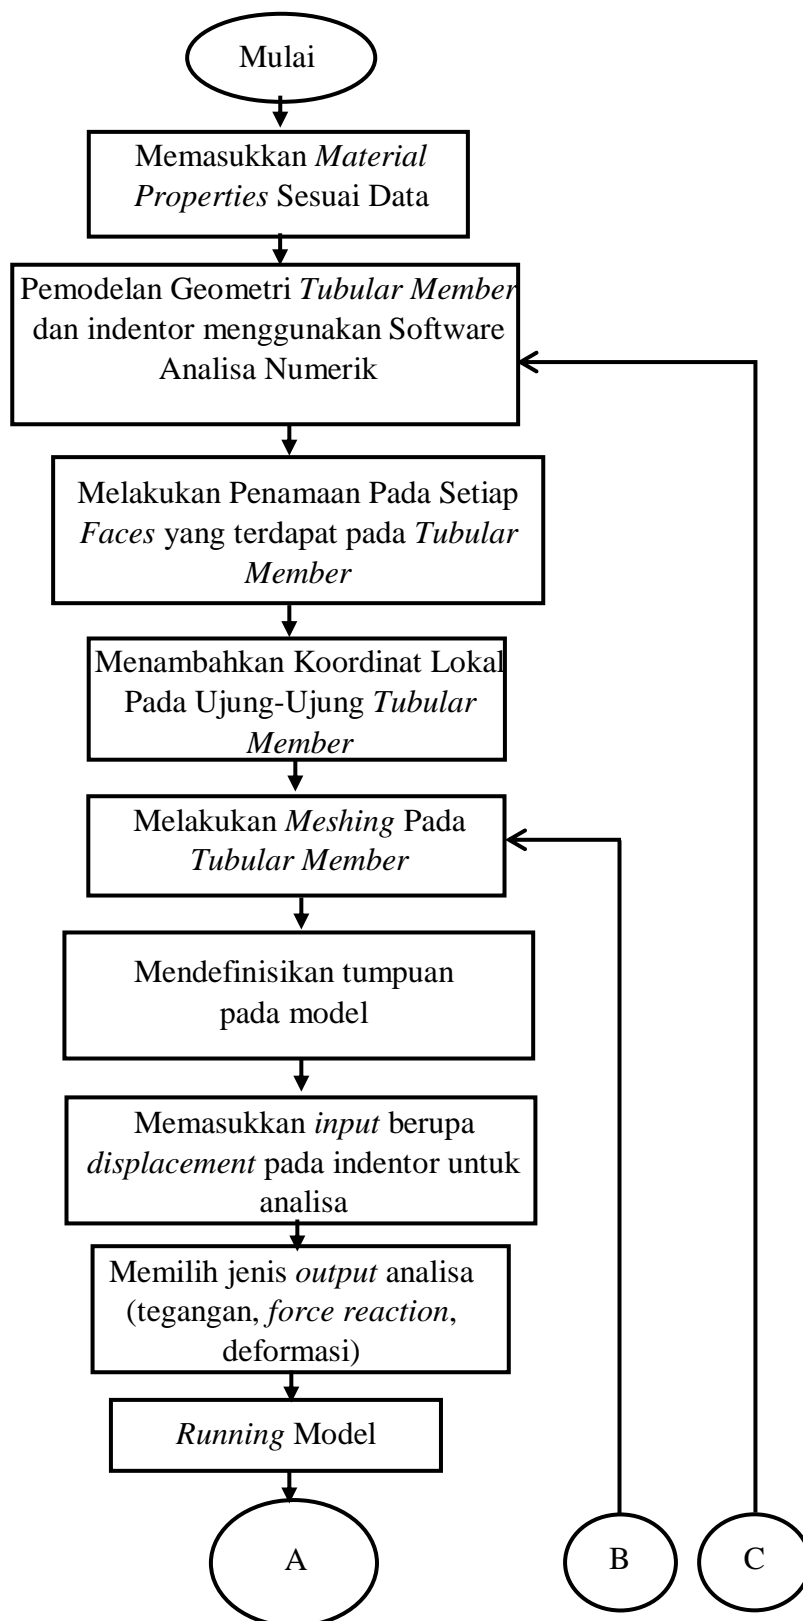 Mulai
Memasukkan Material
Properties Sesuai Data
Pemodelan Geometri Tubular Member
dan indentor menggunakan Software
Analisa Numerik
Melakukan Penamaan Pada Setiap
Faces yang terdapat pada Tubular
Member
Menambahkan Koordinat Lokal
Pada Ujung-Ujung Tubular
Member
Melakukan Meshing Pada
Tubular Member
Mendefinisikan tumpuan
pada model
Memasukkan input berupa
displacement pada indentor untuk
analisa
Memilih jenis output analisa
(tegangan, force reaction,
deformasi)
Running Model
A
B
C